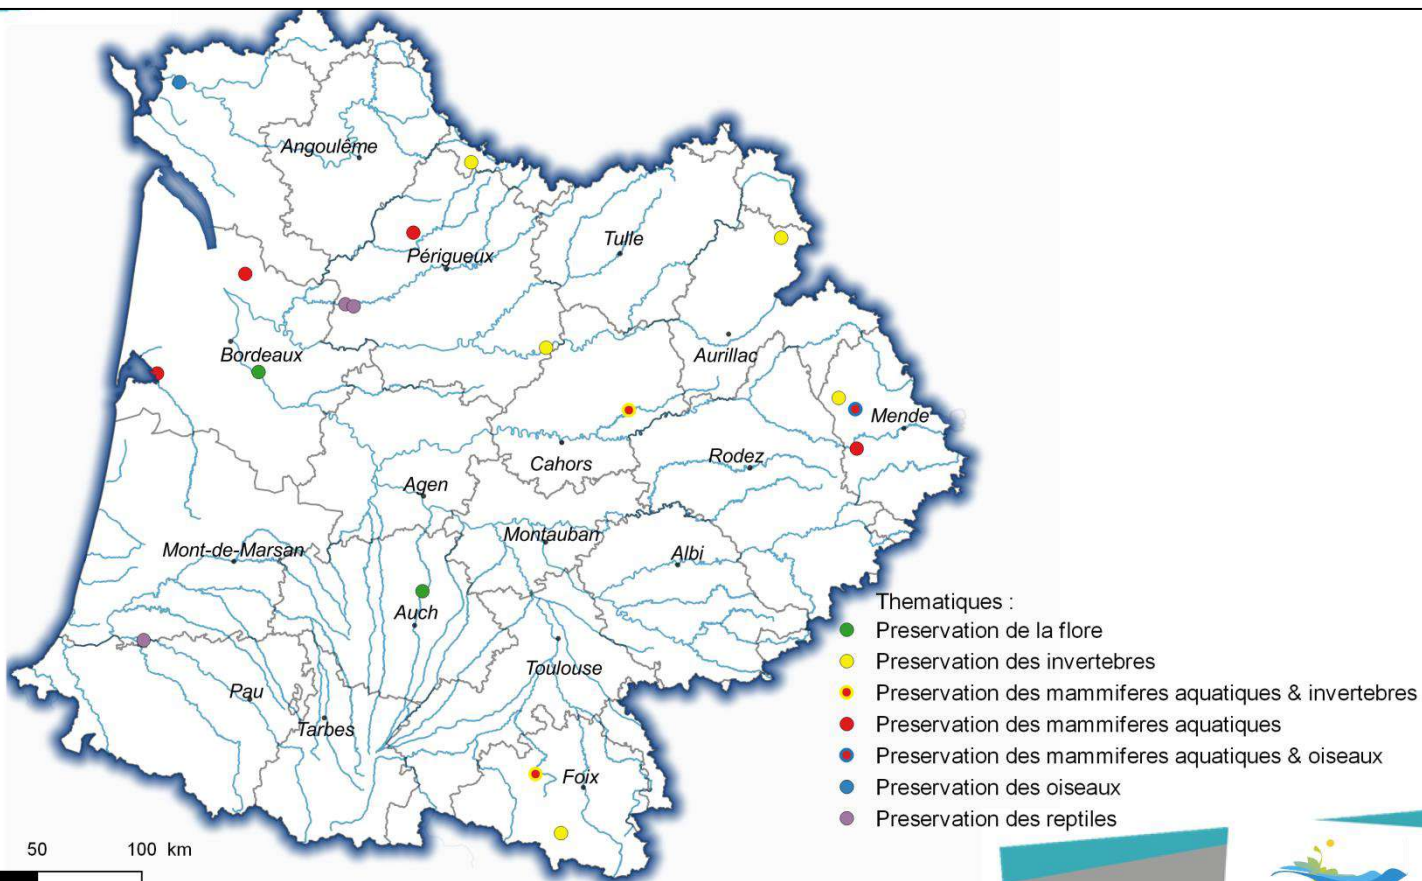 Angoulême
Périgueux
Tulle
Bordeaux
Aurillac
Mende
Cahors
Rodez
Aqen
Montauban
Mont-de-Marsan
Albi
Auch
Toulouse
Pau
Tarbes
Foix
Thematiques :
Preservation de la flore
Preservation des invertebres
Preservation des mammiferes aquatiques & invertebres
Preservation des mammiferes aquatiques
Preservation des mammiferes aquatiques & oiseaux
Preservation des oiseaux
Preservation des reptiles
50 100 km